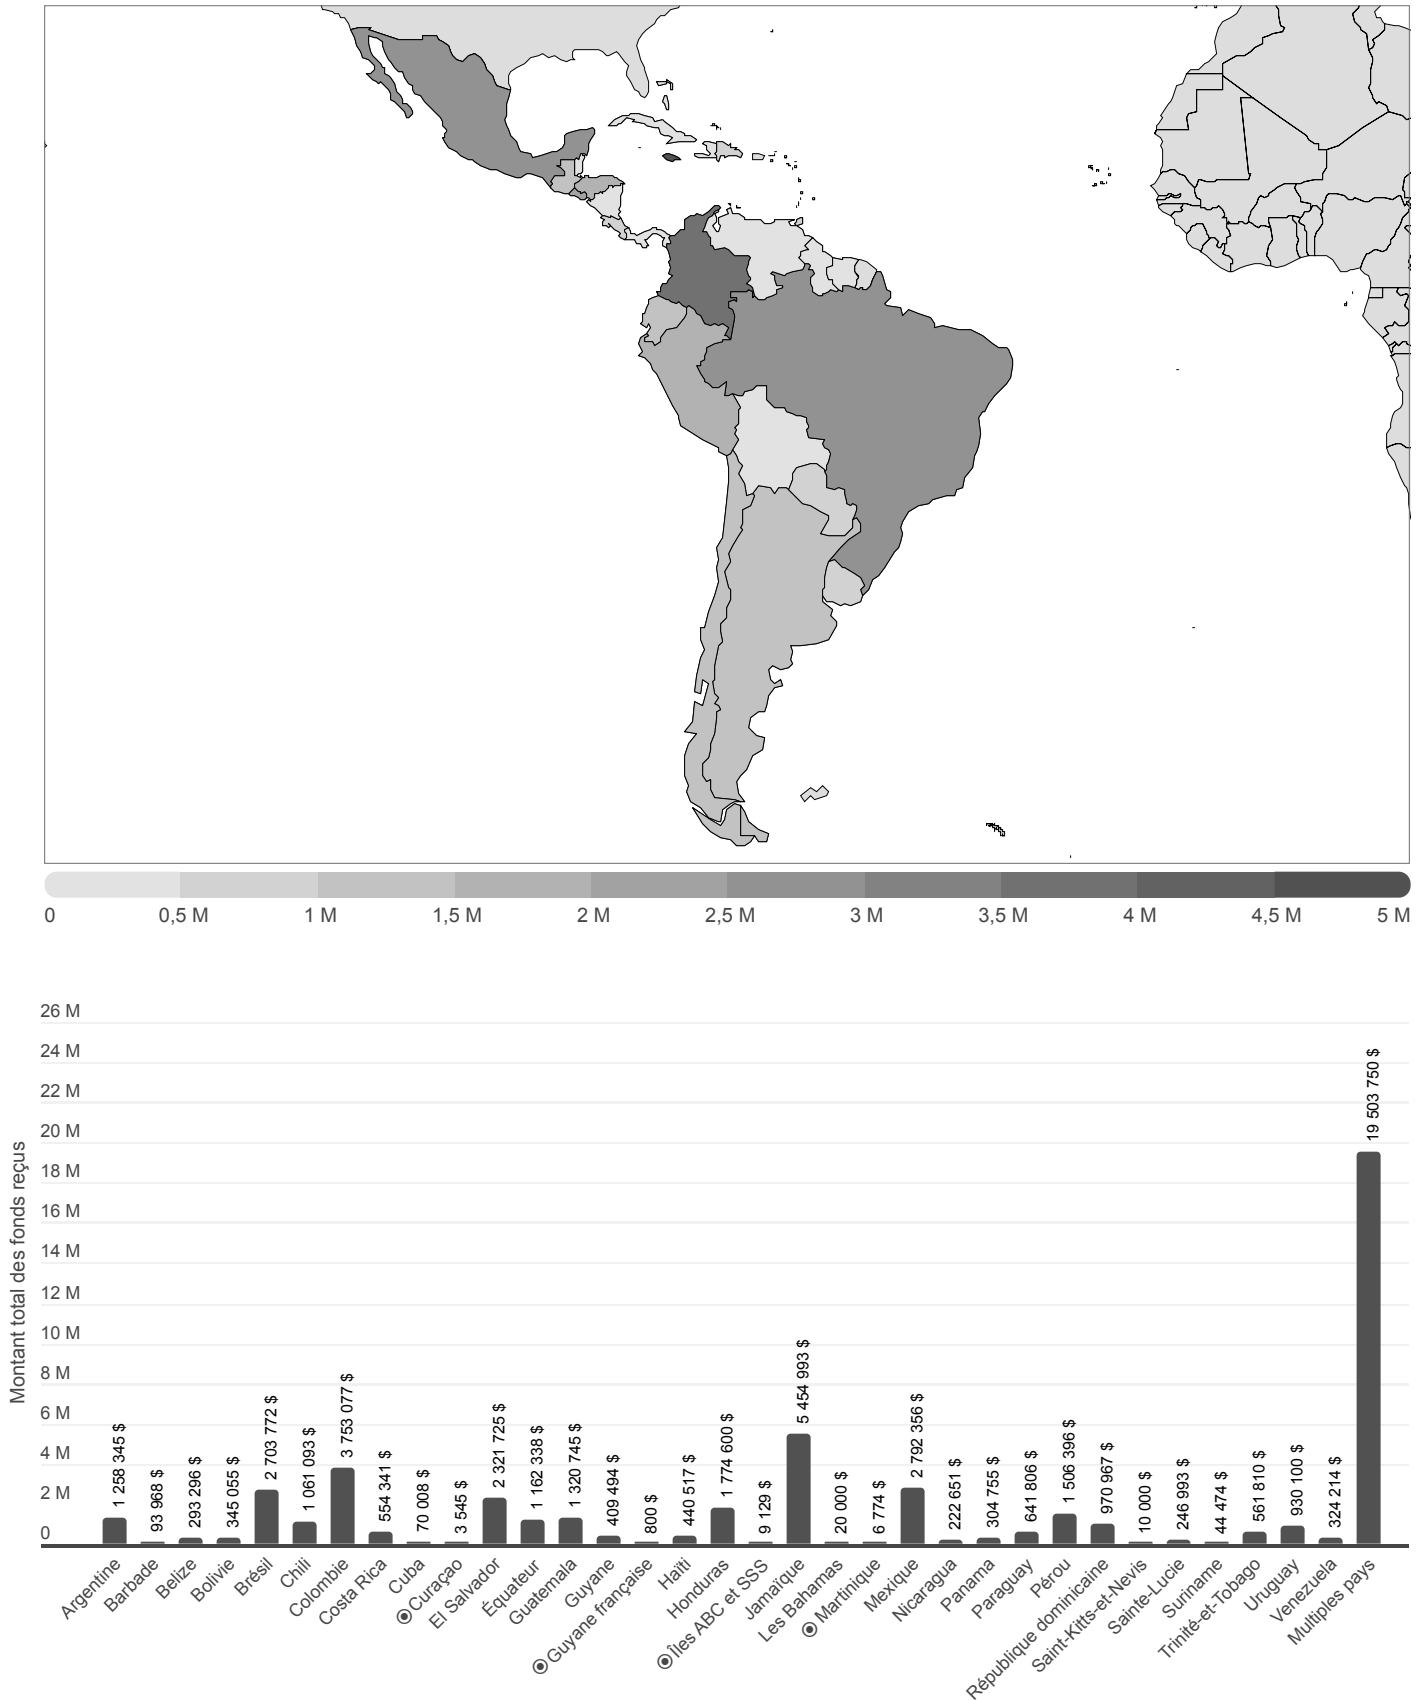 0
0,5 M
1 M
1,5 M
2 M
2,5 M
3 M
3,5 M
4 M
4,5 M
5 M
Montant total des fonds reçus
26 M
24 M
22 M
20 M
18 M
16 M
14 M
12 M
10 M
8 M
6 M
4 M
2 M
0
1 258 345 $
93 968 $
293 296 $
345 055 $
2 703 772 $
1 061 093 $
3 753 077 $
554 341 $
70 008 $
3 545 $
2 321 725 $
1 162 338 $
1 320 745 $
409 494 $
800 $
440 517 $
1 774 600 $
9 129 $
5 454 993 $
20 000 $
6 774 $
2 792 356 $
222 651 $
304 755 $
641 806 $
1 506 396 $
970 967 $
10 000 $
246 993 $
44 474 $
561 810 $
930 100 $
324 214 $
19 503 750 $
Argentine
Barbade
Belize
Bolivie
Brésil
Chili
Colombie
Costa Rica
Cuba
Curaçao
El Salvador
Équateur
Guatemala
Guyane
Guyane française
Haïti
Honduras
Îles ABC et SSS
Jamaïque
Les Bahamas
Martinique
Mexique
Nicaragua
Panama
Paraguay
Pérou
République dominicaine
Saint-Kitts-et-Nevis
Sainte-Lucie
Suriname
Trinité-et-Tobago
Uruguay
Venezuela
Multiples pays